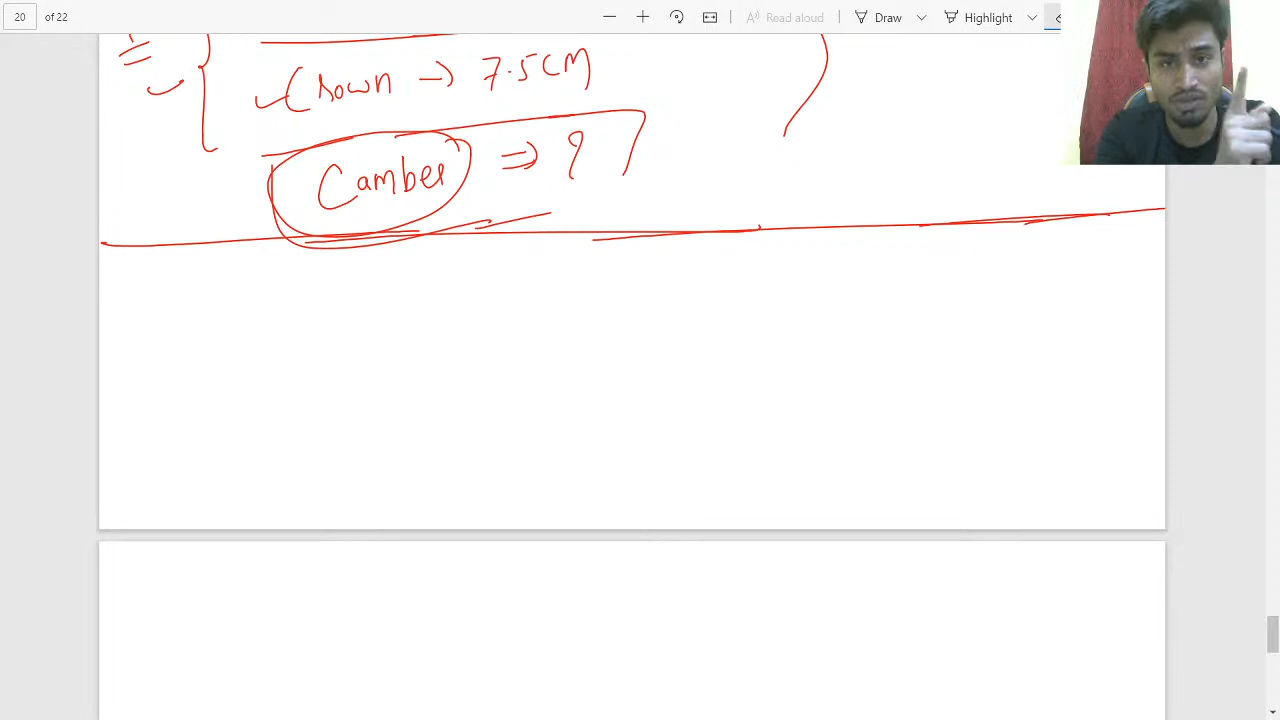 20 of 22
Read aloud
Draw
Highlight
Crown → 7.5CM
Camber ⇒ ?